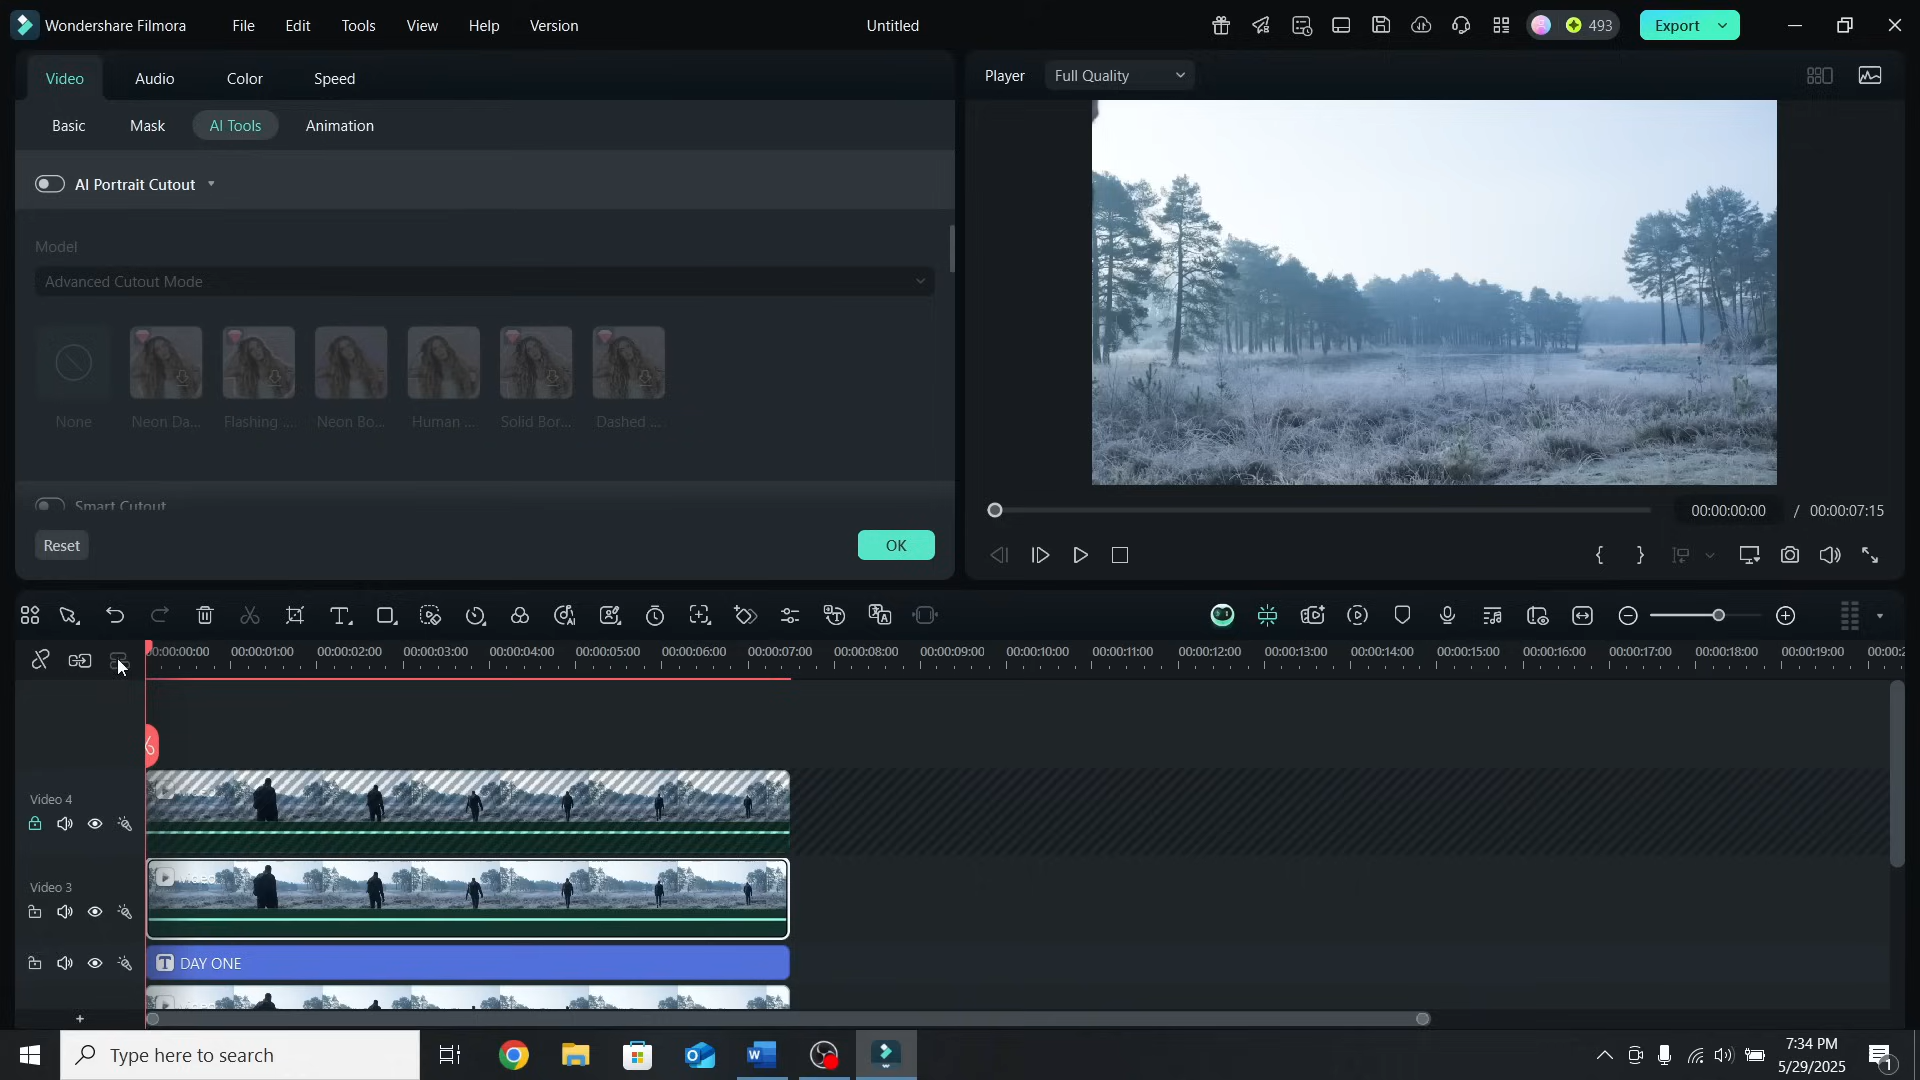 Wondershare Filmora
File
Edit
Tools
View
Help
Version
Untitled
493
Export
Video
Audio
Color
Speed
Player
Full Quality
Basic
Mask
AI Tools
Animation
AI Portrait Cutout
Model
Advanced Cutout Mode
None
Neon Da...
Flashing ...
Neon Bo...
Human ...
Solid Bor...
Dashed ...
Smart Cutout
00:00:00:00
/ 00:00:07:15
Reset
OK
00:00:01:00
00:00:02:00
00:00:03:00
00:00:04:00
00:00:05:00
00:00:06:00
00:00:07:00
00:00:08:00
00:00:09:00
00:00:10:00
00:00:11:00
00:00:12:00
00:00:13:00
00:00:14:00
00:00:15:00
00:00:16:00
00:00:17:00
00:00:18:00
00:00:19:00
Video 4
Video 3
DAY ONE
Type here to search
7:34 PM
5/29/2025
1